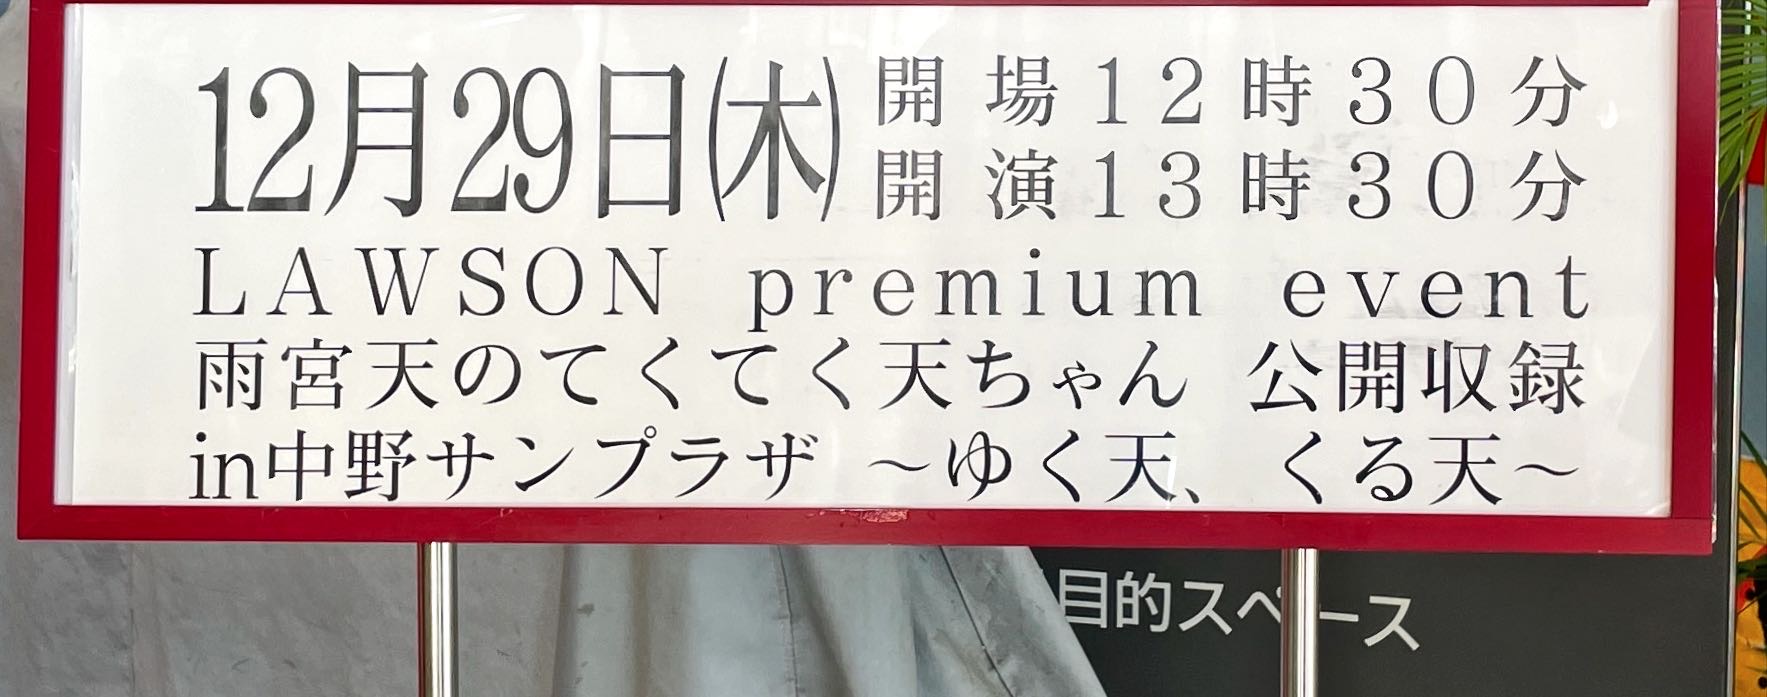 12月29日(木) 開場12時30分
開演13時30分
LAWSON premium event
雨宮天のてくてく天ちゃん 公開収録
in中野サンプラザ ～ゆく天、くる天～
目的スペース